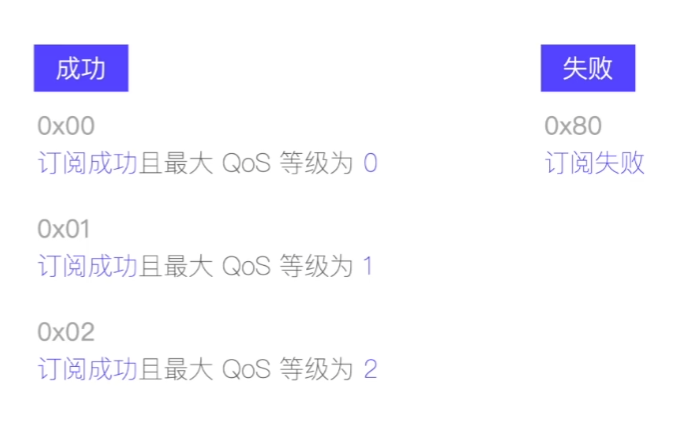 成功
0x00
订阅成功且最大 QoS 等级为 0
0x01
订阅成功且最大 QoS 等级为 1
0x02
订阅成功且最大 QoS 等级为 2
失败
0x80
订阅失败